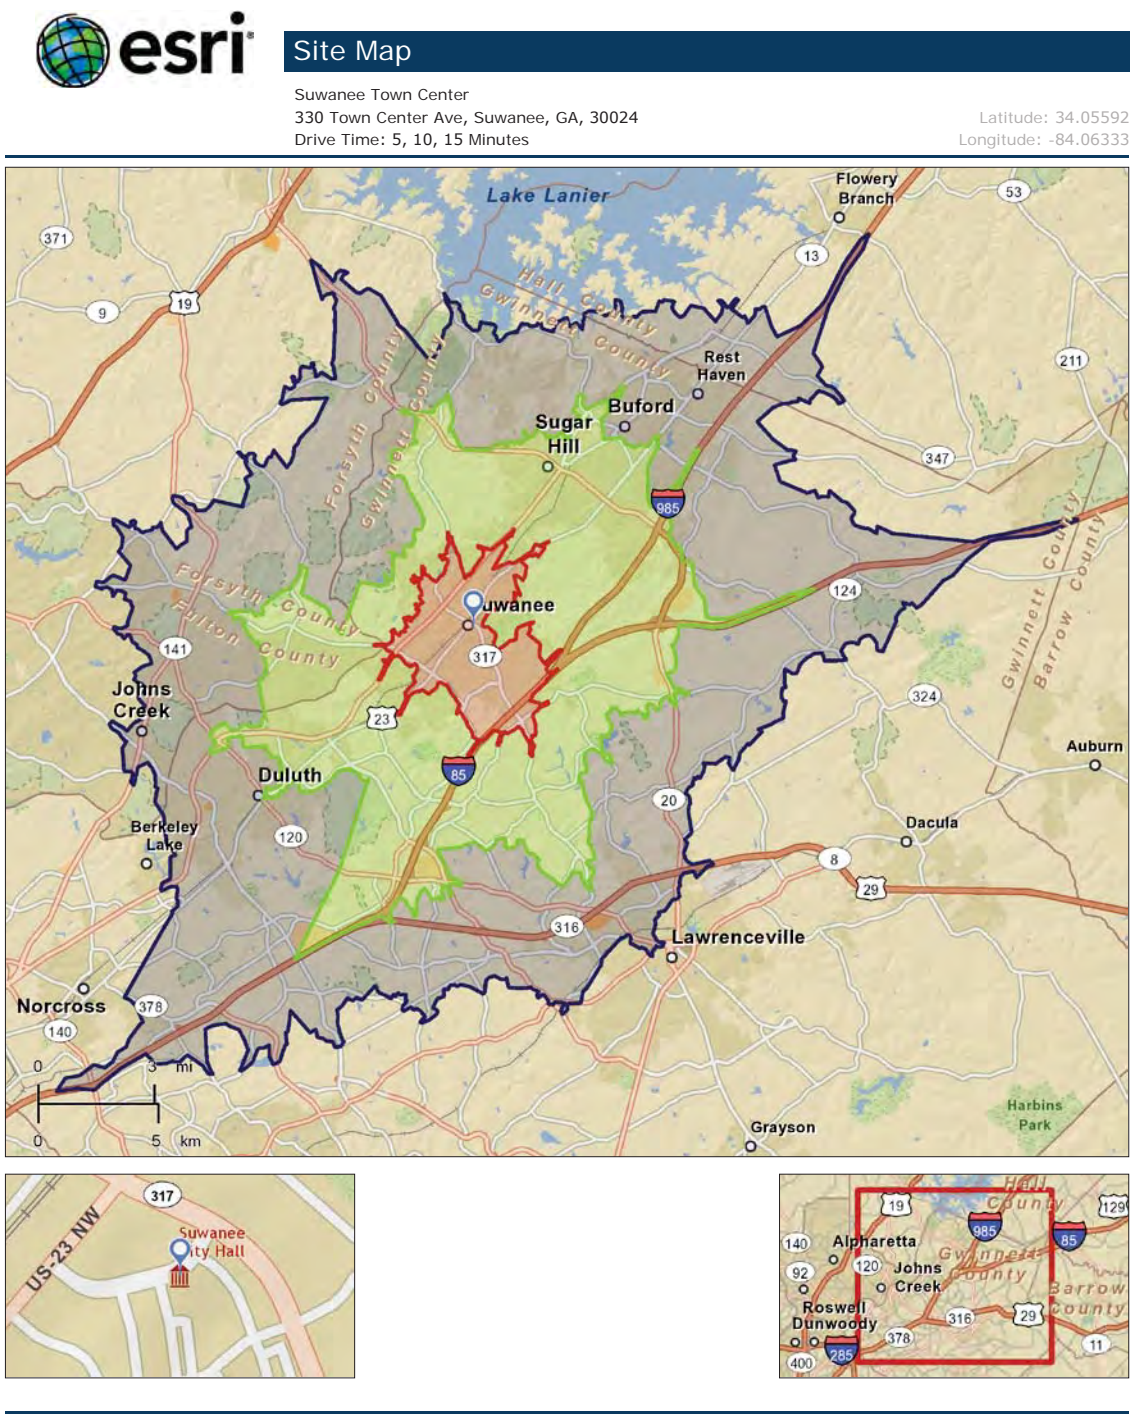 esri
Site Map
Suwanee Town Center
330 Town Center Ave, Suwanee, GA, 30024
Latitude: 34.05592
Drive Time: 5, 10, 15 Minutes
Longitude: -84.06333
Flowery
Branch
Lake Lanier
53
371
13
Hall County
Gwinnett County
19
9
Forsyth County
Gwinnett County
Rest
Haven
211
Buford
Sugar
Hill
347
985
Gwinnett County
Barrow County
Forsyth County
Fulton County
124
uwanee
141
317
Johns
Creek
324
23
Auburn
85
Duluth
20
Berkeley
Lake
120
Dacula
8
29
316
Lawrenceville
Norcross
378
140
0
3 mi
0
5 km
Harbins
Park
Grayson
317
US-23 NW
Suwanee
ity Hall
Hall
County
19
129
985
85
140
Alpharetta
Gwinnett
County
92
120
Johns
Creek
Barrow
County
Roswell
Dunwoody
316
29
378
11
285
400